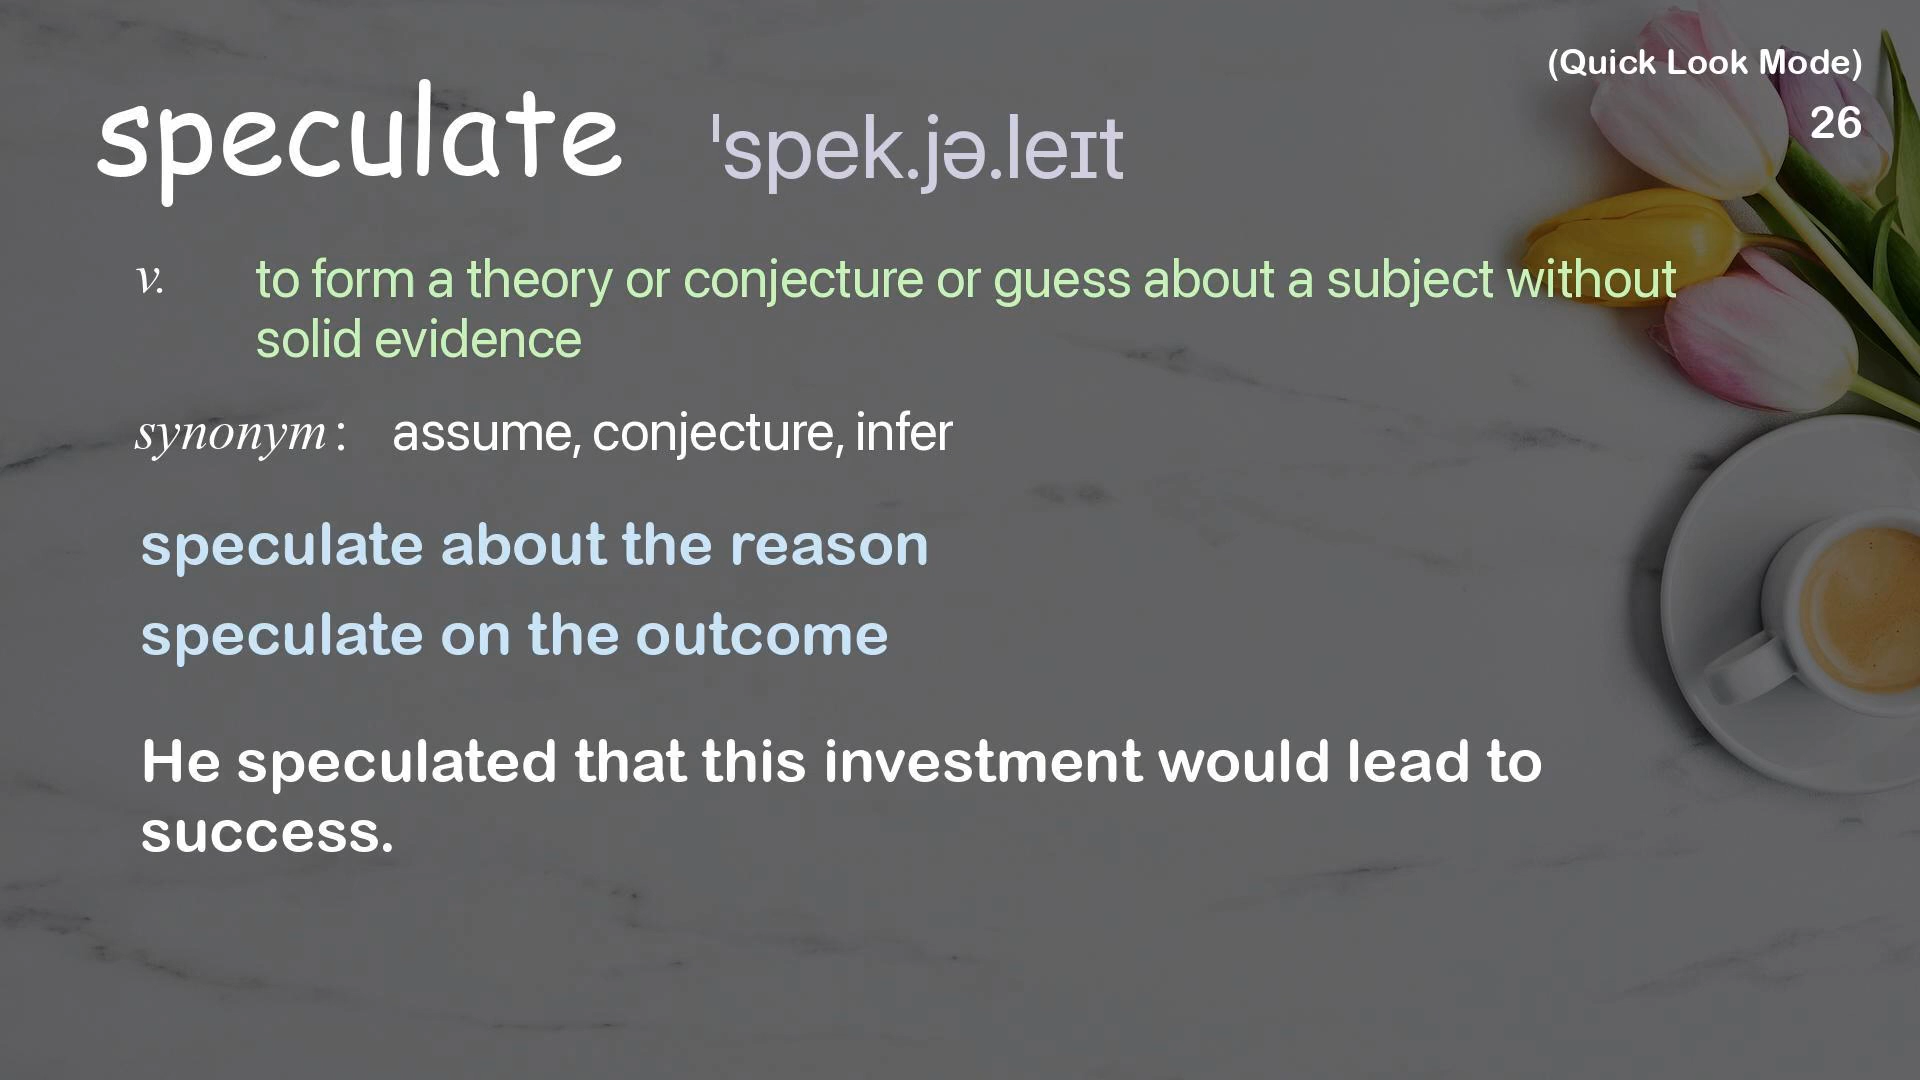 (Quick Look Mode)
26
speculate ˈspek.jə.leɪt
v. to form a theory or conjecture or guess about a subject without
solid evidence
synonym : assume, conjecture, infer
speculate about the reason
speculate on the outcome
He speculated that this investment would lead to
success.